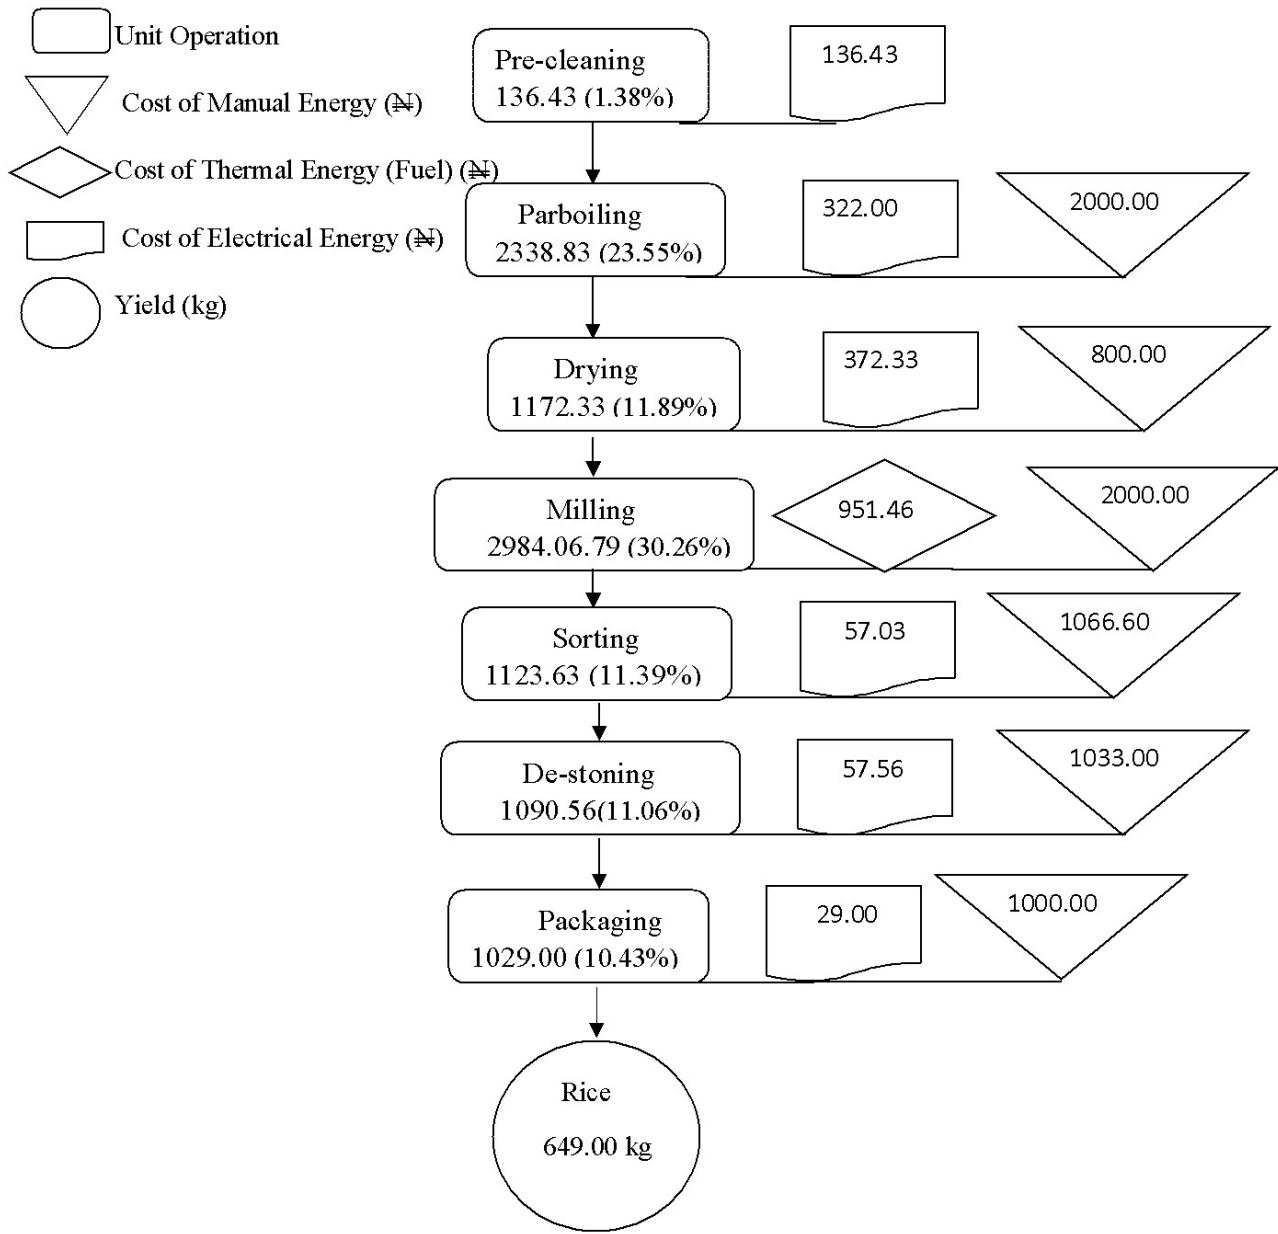 Unit Operation
Cost of Manual Energy (₦)
Cost of Thermal Energy (Fuel) (₦)
Cost of Electrical Energy (₦)
Yield (kg)
Pre-cleaning
136.43 (1.38%)
136.43
Parboiling
2338.83 (23.55%)
322.00
2000.00
Drying
1172.33 (11.89%)
372.33
800.00
Milling
2984.06.79 (30.26%)
951.46
2000.00
Sorting
1123.63 (11.39%)
57.03
1066.60
De-stoning
1090.56(11.06%)
57.56
1033.00
Packaging
1029.00 (10.43%)
29.00
1000.00
Rice
649.00 kg